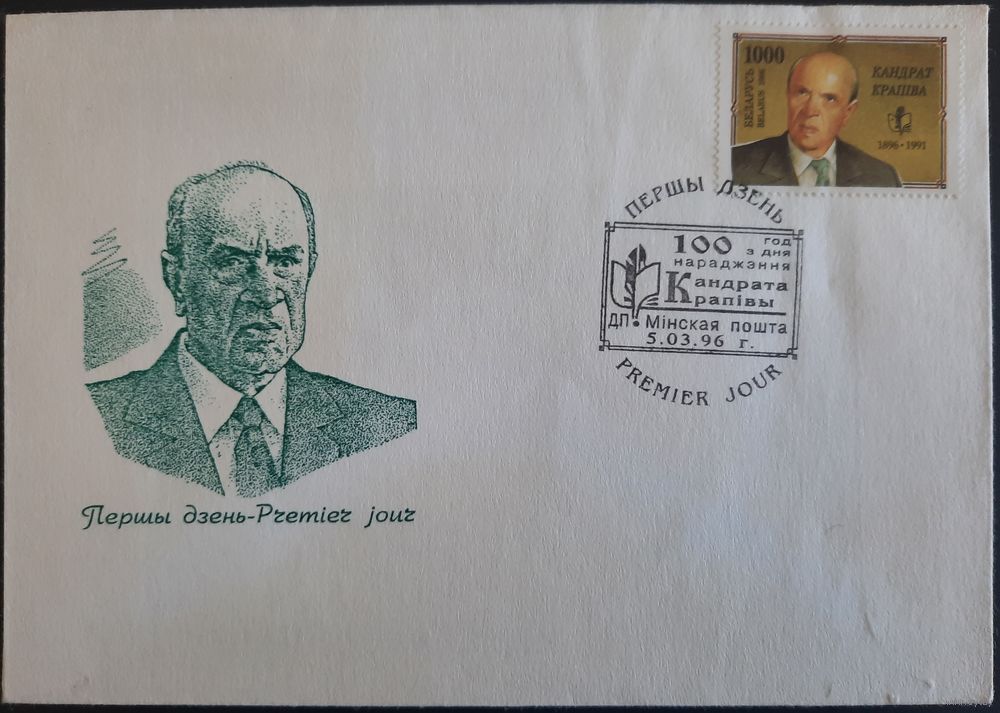 1000
БЕЛАРУСЬ
BELARUS 1996
КАНДРАТ
КРАПІВА
1896 • 1991
ПЕРШЫ ДЗЕНЬ
100 год
з дня
нараджэння
Кандрата
Крапівы
ДП • Мінская пошта
5.03.96 г.
PREMIER JOUR
Першы дзень-Premier jour